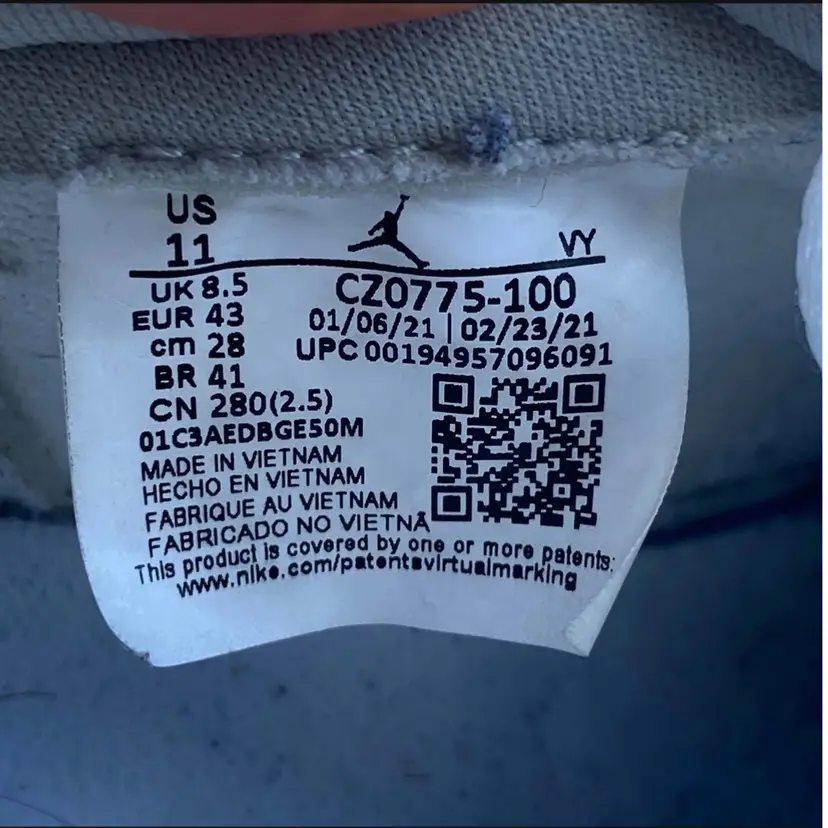 US
11
VY
UK 8.5
EUR 43
cm 28
BR 41
CN 280(2.5)
01C3AEDBGE50M
CZ0775-100
01/06/21 | 02/23/21
UPC 00194957096091
MADE IN VIETNAM
HECHO EN VIETNAM
FABRIQUE AU VIETNAM
FABRICADO NO VIETNÃ
This product is covered by one or more patents:
www.nike.com/patentsvirtualmarking